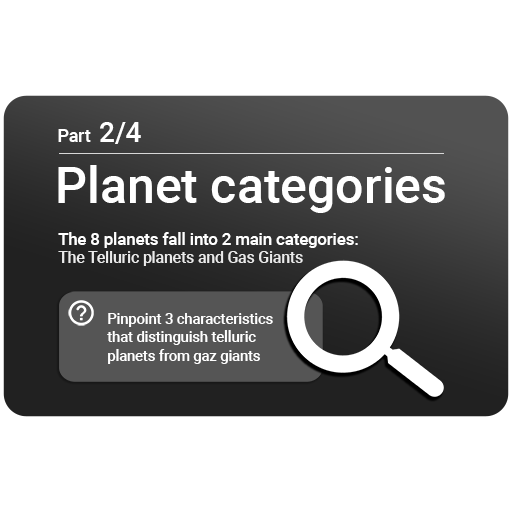 Part 2/4
Planet categories
The 8 planets fall into 2 main categories:
The Telluric planets and Gas Giants
?
Pinpoint 3 characteristics
that distinguish telluric
planets from gaz giants